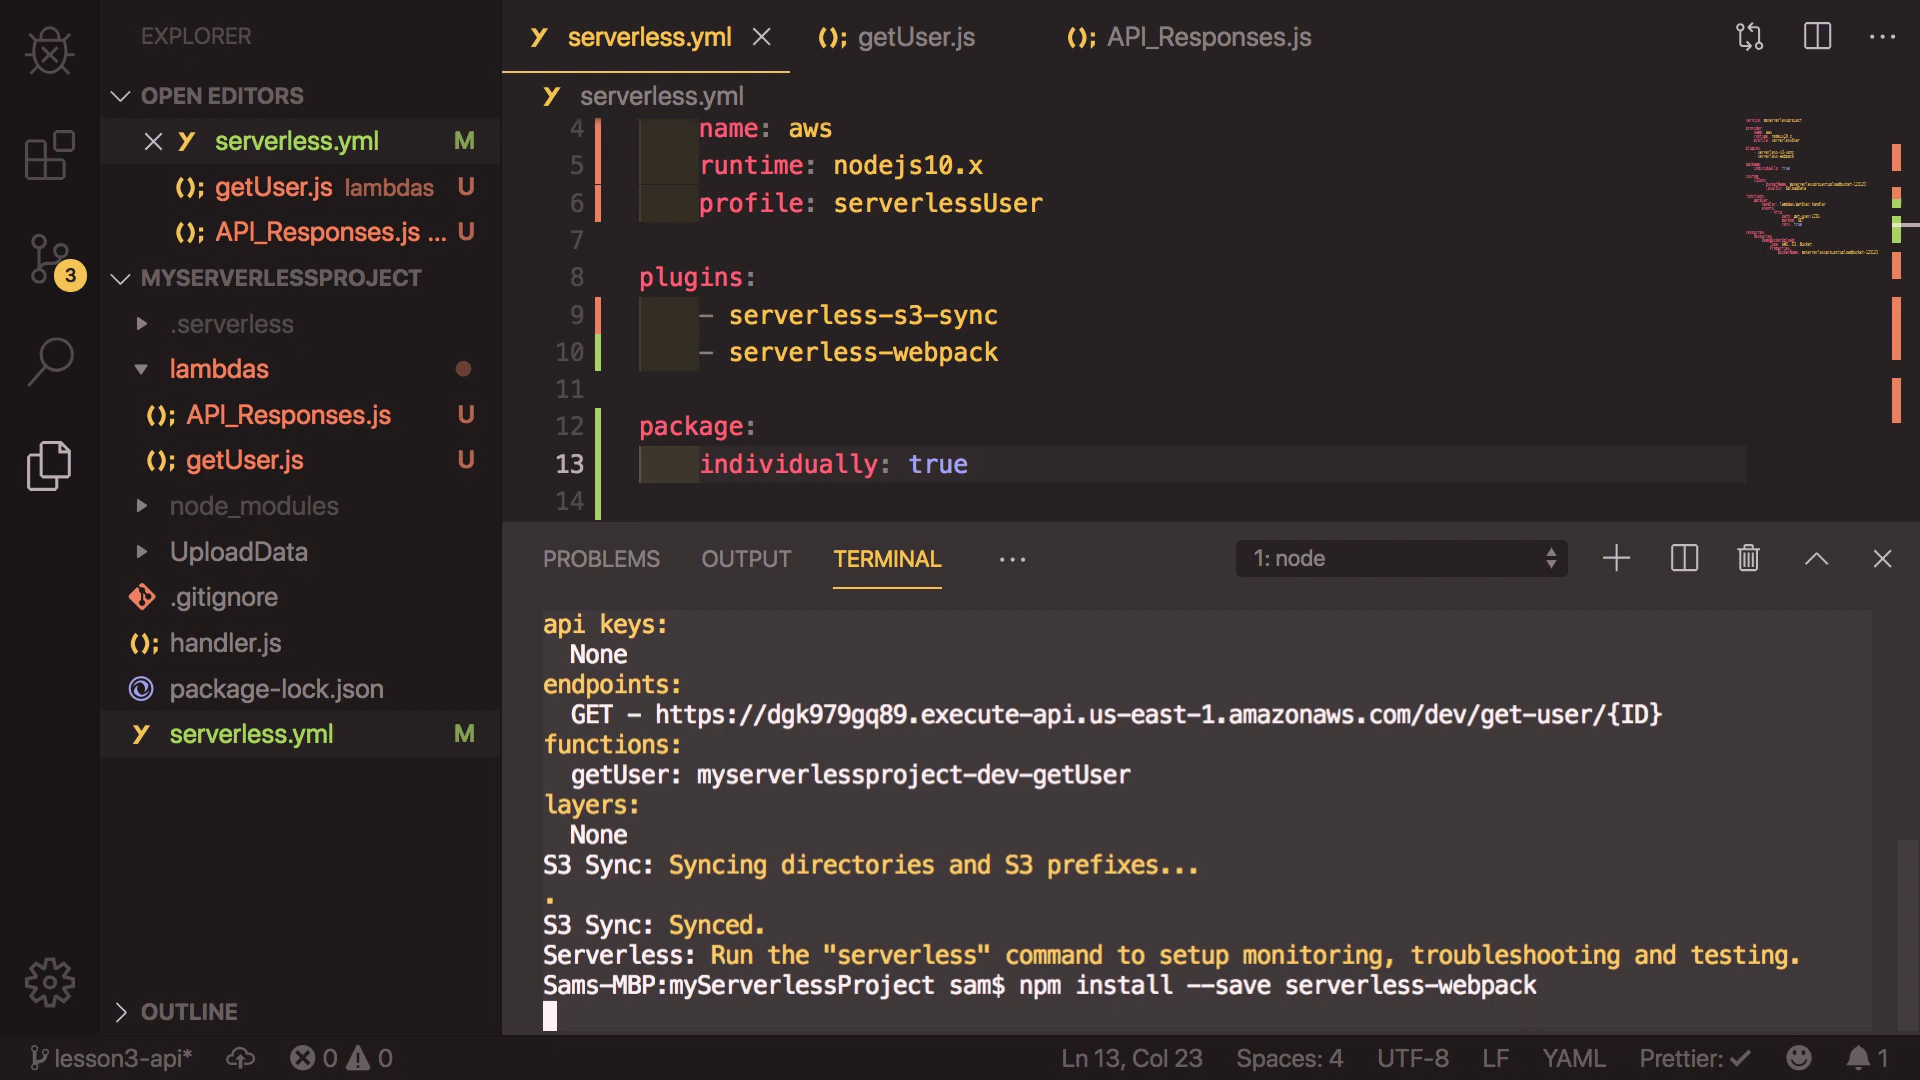 EXPLORER
OPEN EDITORS
serverless.yml M
getUser.js lambdas U
API_Responses.js ... U
3
MYSERVERLESSPROJECT
.serverless
lambdas
API_Responses.js U
getUser.js U
node_modules
UploadData
.gitignore
handler.js
package-lock.json
serverless.yml M
OUTLINE
serverless.yml
getUser.js
API_Responses.js
serverless.yml
4 name: aws
5 runtime: nodejs10.x
6 profile: serverlessUser
7
8 plugins:
9 - serverless-s3-sync
10 - serverless-webpack
11
12 package:
13 individually: true
14
PROBLEMS OUTPUT TERMINAL ... 1: node
api keys:
None
endpoints:
GET - https://dgk979gq89.execute-api.us-east-1.amazonaws.com/dev/get-user/{ID}
functions:
getUser: myserverlessproject-dev-getUser
layers:
None
S3 Sync: Syncing directories and S3 prefixes...
.
S3 Sync: Synced.
Serverless: Run the "serverless" command to setup monitoring, troubleshooting and testing.
Sams-MBP:myServerlessProject sam$ npm install --save serverless-webpack
lesson3-api* 0 0 Ln 13, Col 23 Spaces: 4 UTF-8 LF YAML Prettier: ✓ 1